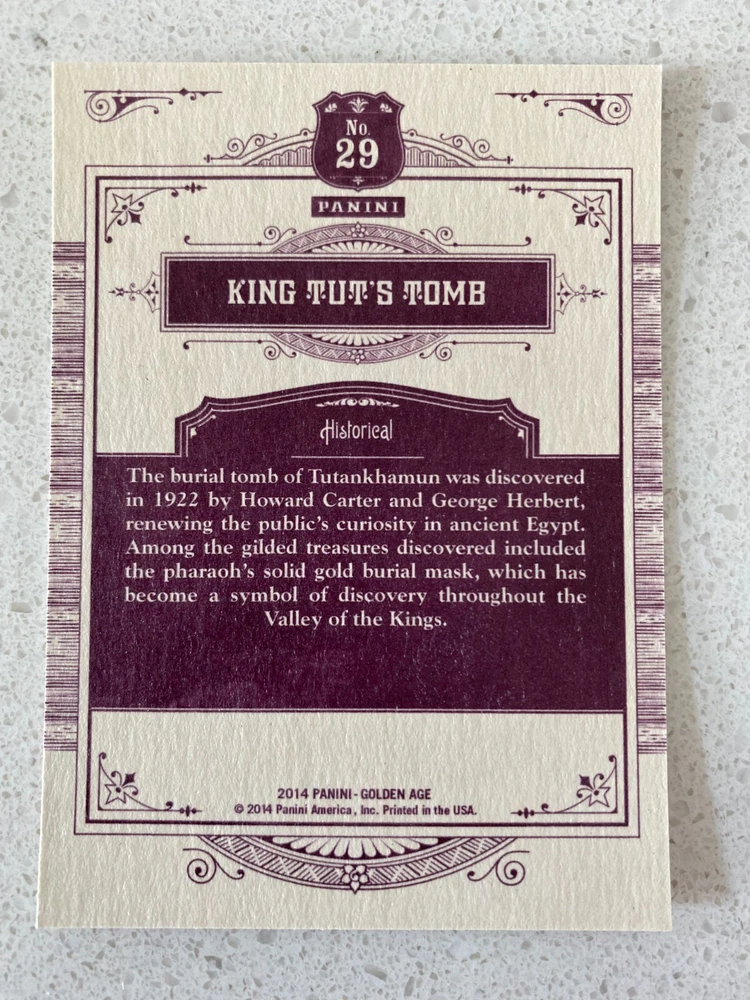 No.
29
PANINI
KING TUT'S TOMB
Historical
The burial tomb of Tutankhamun was discovered
in 1922 by Howard Carter and George Herbert,
renewing the public's curiosity in ancient Egypt.
Among the gilded treasures discovered included
the pharaoh's solid gold burial mask, which has
become a symbol of discovery throughout the
Valley of the Kings.
2014 PANINI - GOLDEN AGE
© 2014 Panini America, Inc. Printed in the USA.